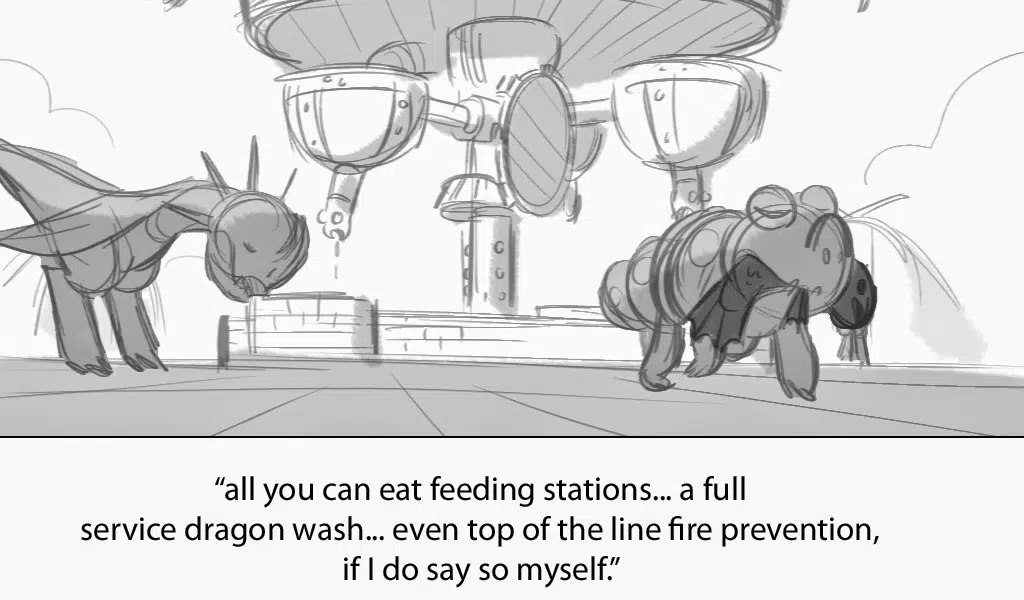 “all you can eat feeding stations... a full
service dragon wash... even top of the line fire prevention,
if I do say so myself.”